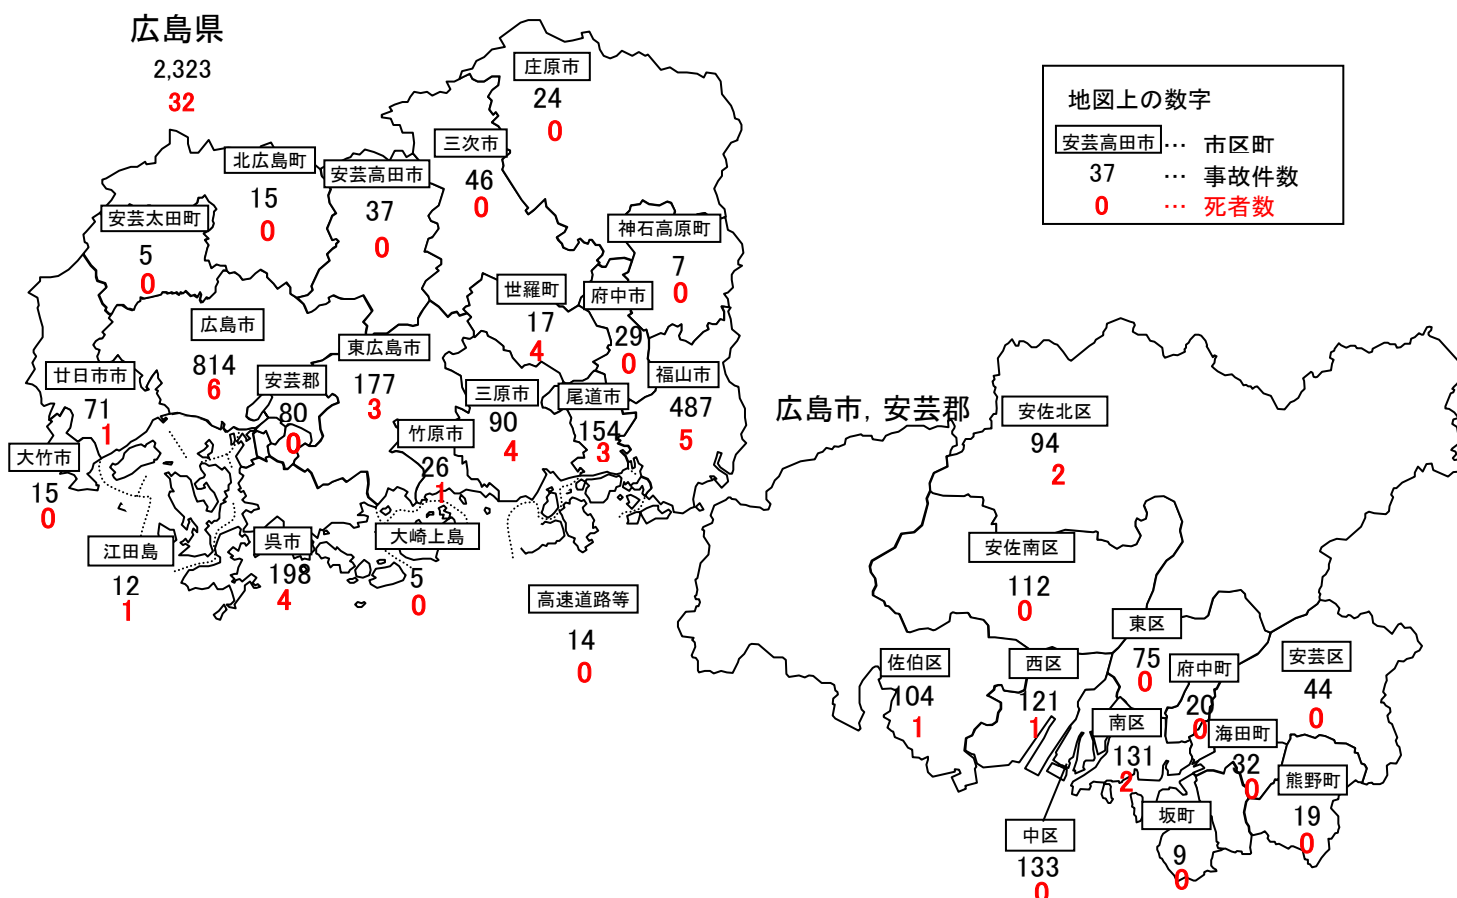 広島県
2,323
32
庄原市
24
0
三次市
46
0
北広島町
15
0
安芸高田市
37
0
安芸太田町
5
0
神石高原町
7
0
世羅町
17
4
府中市
29
0
広島市
814
6
東広島市
177
3
安芸郡
80
0
廿日市市
71
1
三原市
90
4
尾道市
154
3
福山市
487
5
竹原市
26
1
大竹市
15
0
江田島
12
1
呉市
198
4
大崎上島
5
0
高速道路等
14
0
地図上の数字
安芸高田市 … 市区町
37 … 事故件数
0 … 死者数
広島市, 安芸郡
安佐北区
94
2
安佐南区
112
0
東区
75
0
佐伯区
104
1
西区
121
1
府中町
20
0
安芸区
44
0
南区
131
2
海田町
32
0
熊野町
19
0
坂町
9
0
中区
133
0